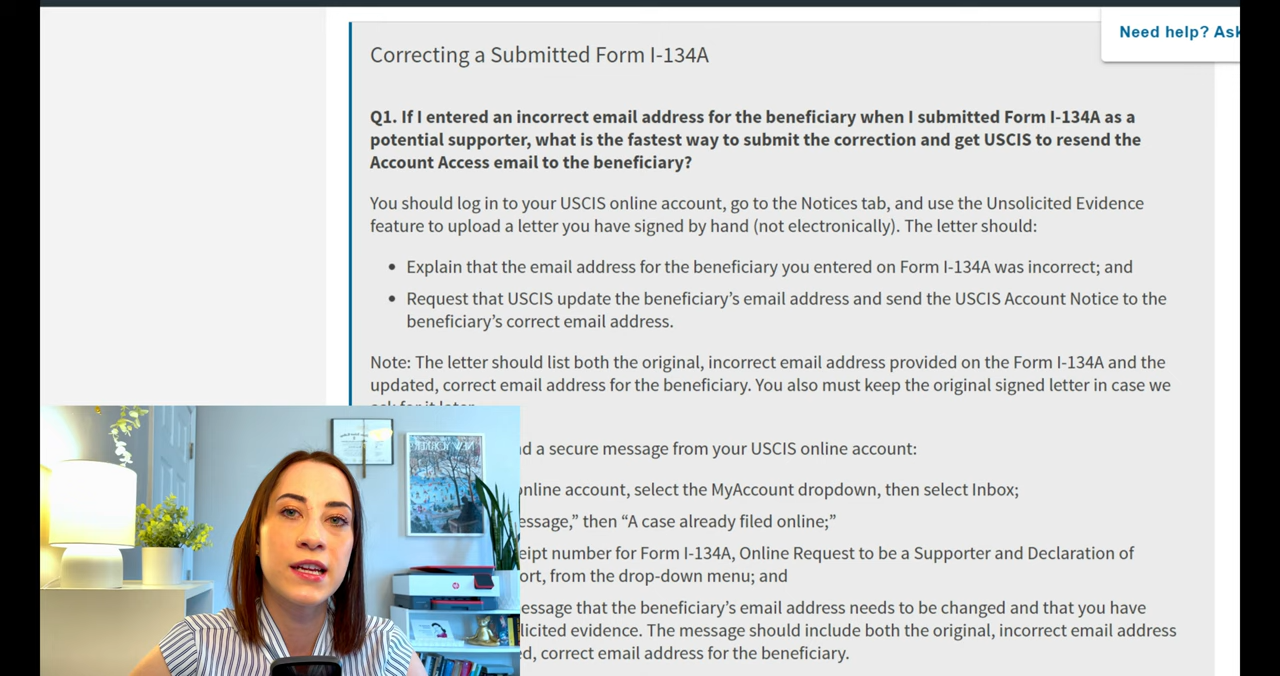 Need help? Ask
Correcting a Submitted Form I-134A
Q1. If I entered an incorrect email address for the beneficiary when I submitted Form I-134A as a
potential supporter, what is the fastest way to submit the correction and get USCIS to resend the
Account Access email to the beneficiary?
You should log in to your USCIS online account, go to the Notices tab, and use the Unsolicited Evidence
feature to upload a letter you have signed by hand (not electronically). The letter should:
• Explain that the email address for the beneficiary you entered on Form I-134A was incorrect; and
• Request that USCIS update the beneficiary’s email address and send the USCIS Account Notice to the
beneficiary’s correct email address.
Note: The letter should list both the original, incorrect email address provided on the Form I-134A and the
updated, correct email address for the beneficiary. You also must keep the original signed letter in case we
a secure message from your USCIS online account:
online account, select the MyAccount dropdown, then select Inbox;
then “A case already filed online;”
number for Form I-134A, Online Request to be a Supporter and Declaration of
from the drop-down menu; and
that the beneficiary’s email address needs to be changed and that you have
evidence. The message should include both the original, incorrect email address
correct email address for the beneficiary.
NEW YORKER